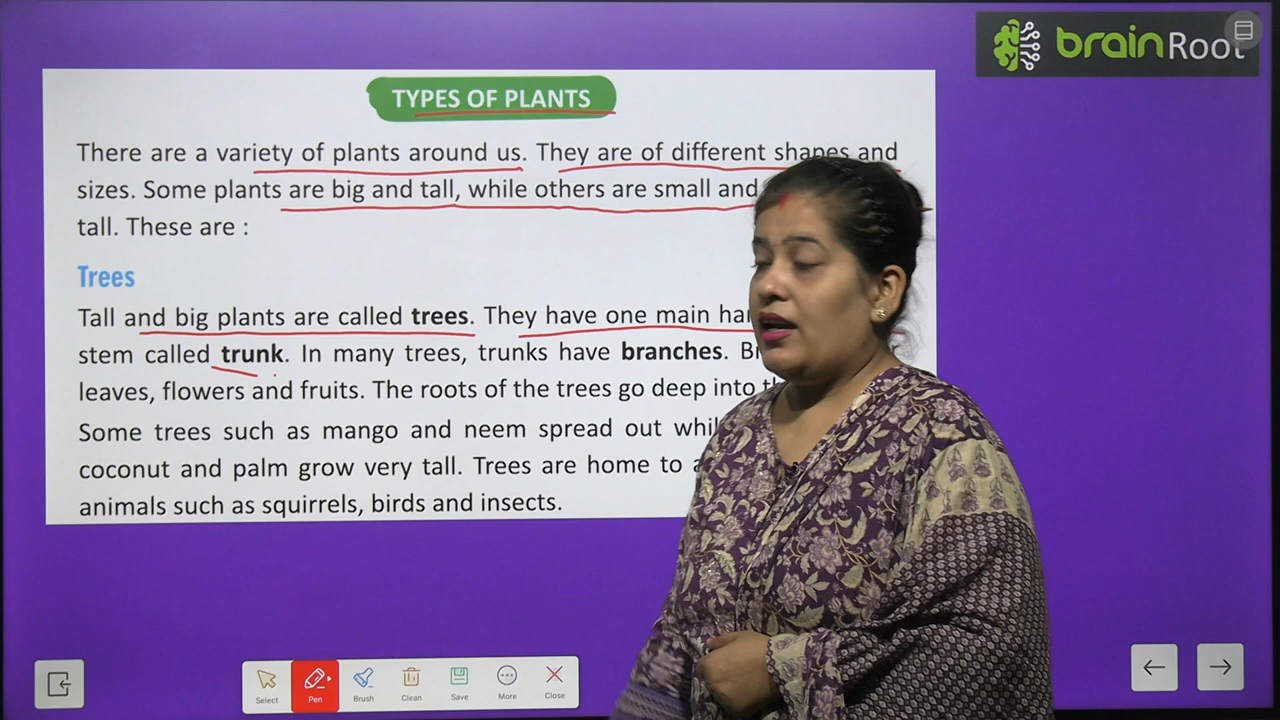 brainRoot
TYPES OF PLANTS
There are a variety of plants around us. They are of different shapes and
sizes. Some plants are big and tall, while others are small and
tall. These are :
Trees
Tall and big plants are called trees. They have one main
stem called trunk. In many trees, trunks have branches.
leaves, flowers and fruits. The roots of the trees go deep into
Some trees such as mango and neem spread out
coconut and palm grow very tall. Trees are home to
animals such as squirrels, birds and insects.
Select Pen Brush Clean Save More Close